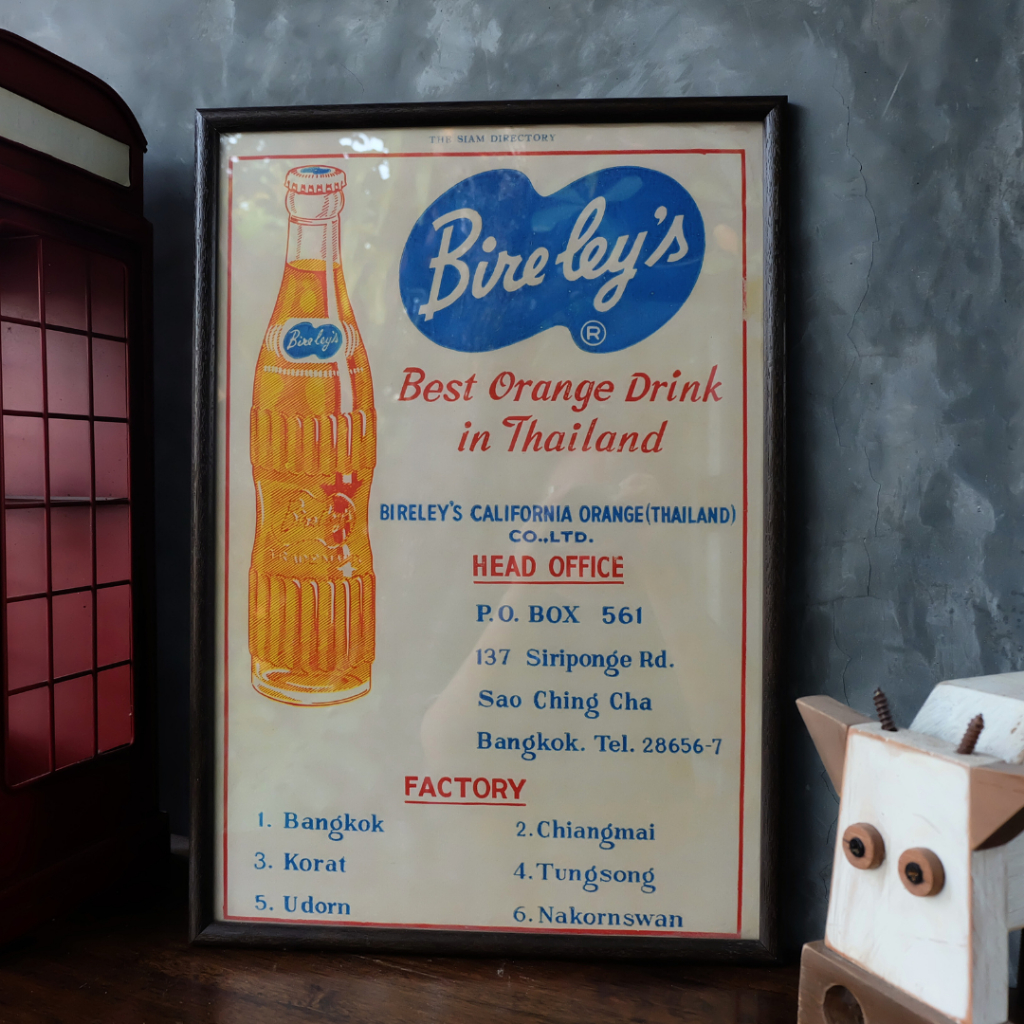 THE SIAM DIRECTORY
Bireley's
®
Bireley's
Best Orange Drink
in Thailand
Bireley's
BIRELEY'S CALIFORNIA ORANGE(THAILAND)
CO.,LTD.
HEAD OFFICE
P.O. BOX 561
137 Siriponge Rd.
Sao Ching Cha
Bangkok. Tel. 28656-7
FACTORY
1. Bangkok
2. Chiangmai
3. Korat
4. Tungsong
5. Udorn
6. Nakornswan